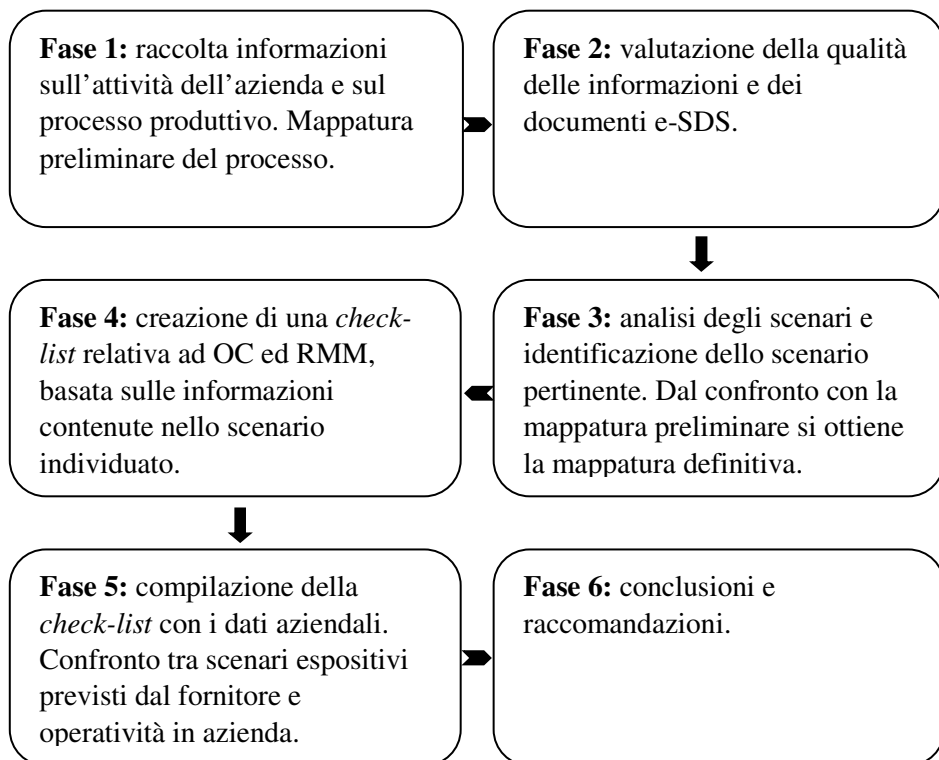 Fase 1: raccolta informazioni
sull'attività dell'azienda e sul
processo produttivo. Mappatura
preliminare del processo.
Fase 2: valutazione della qualità
delle informazioni e dei
documenti e-SDS.
Fase 3: analisi degli scenari e
identificazione dello scenario
pertinente. Dal confronto con la
mappatura preliminare si ottiene
la mappatura definitiva.
Fase 4: creazione di una check-
list relativa ad OC ed RMM,
basata sulle informazioni
contenute nello scenario
individuato.
Fase 5: compilazione della
check-list con i dati aziendali.
Confronto tra scenari espositivi
previsti dal fornitore e
operatività in azienda.
Fase 6: conclusioni e
raccomandazioni.